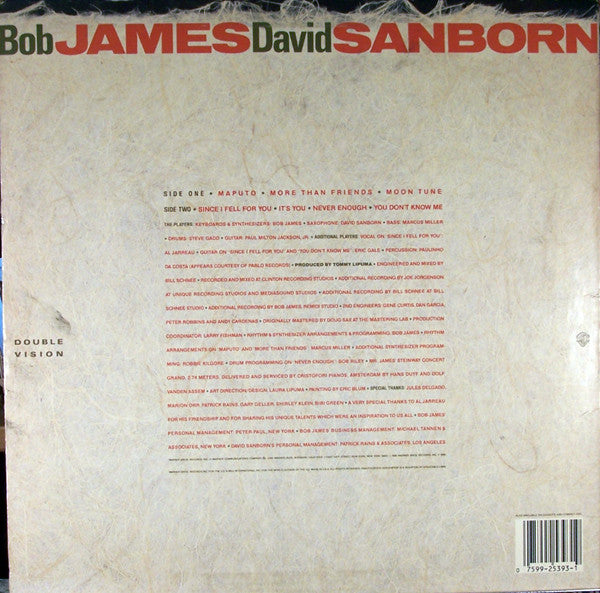 Bob JAMES David SANBORN
SIDE ONE • MAPUTO • MORE THAN FRIENDS • MOON TUNE
SIDE TWO • SINCE I FELL FOR YOU • IT'S YOU • NEVER ENOUGH • YOU DON'T KNOW ME
THE PLAYERS: KEYBOARDS & SYNTHESIZERS: BOB JAMES • SAXOPHONE: DAVID SANBORN • BASS: MARCUS MILLER
• DRUMS: STEVE GADD • GUITAR: PAUL MILTON JACKSON, JR. • ADDITIONAL PLAYERS: VOCAL ON "SINCE I FELL FOR YOU":
AL JARREAU • GUITAR ON "SINCE I FELL FOR YOU" AND "YOU DON'T KNOW ME": ERIC GALE • PERCUSSION: PAULINHO
DA COSTA (APPEARS COURTESY OF PABLO RECORDS) • PRODUCED BY TOMMY LIPUMA • ENGINEERED AND MIXED BY
BILL SCHNEE • RECORDED AND MIXED AT CLINTON RECORDING STUDIOS • ADDITIONAL RECORDING BY JOE JORGENSON
AT UNIQUE RECORDING STUDIOS AND MEDIASOUND STUDIOS • ADDITIONAL RECORDING BY BILL SCHNEE AT BILL
SCHNEE STUDIO • ADDITIONAL RECORDING BY BOB JAMES, REMIDI STUDIO • 2ND ENGINEERS: GENE CURTIS, DAN GARCIA,
PETER ROBBINS AND ANDY CARDENAS • ORIGINALLY MASTERED BY DOUG SAX AT THE MASTERING LAB • PRODUCTION
COORDINATOR: LARRY FISHMAN • RHYTHM & SYNTHESIZER ARRANGEMENTS & PROGRAMMING: BOB JAMES • RHYTHM
ARRANGEMENTS ON "MAPUTO" AND "MORE THAN FRIENDS": MARCUS MILLER • ADDITIONAL SYNTHESIZER PROGRAM-
MING: ROBBIE KILGORE • DRUM PROGRAMMING ON "NEVER ENOUGH": BOB RILEY • MR. JAMES' STEINWAY CONCERT
GRAND, 2.74 METERS, DELIVERED AND SERVICED BY CRISTOFORI PIANOS, AMSTERDAM BY HANS DUYF AND ROLF
VANDEN ASSEM • ART DIRECTION/DESIGN, LAURA LIPUMA • PAINTING BY ERIC BLUM • SPECIAL THANKS: JULES DELGADO,
MARION ORR, PATRICK RAINS, GARY GELLER, SHIRLEY KLEIN, BIBI GREEN • A VERY SPECIAL THANKS TO AL JARREAU
FOR HIS FRIENDSHIP AND FOR SHARING HIS UNIQUE TALENTS WHICH WERE AN INSPIRATION TO US ALL • BOB JAMES'
PERSONAL MANAGEMENT: PETER PAUL, NEW YORK • BOB JAMES' BUSINESS MANAGEMENT: MICHAEL TANNEN &
ASSOCIATES, NEW YORK • DAVID SANBORN'S PERSONAL MANAGEMENT: PATRICK RAINS & ASSOCIATES, LOS ANGELES
DOUBLE
VISION
0 7599-25393-1